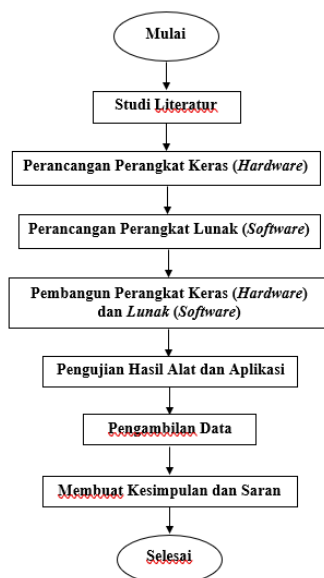 Mulai
Studi Literatur
Perancangan Perangkat Keras (Hardware)
Perancangan Perangkat Lunak (Software)
Pembangun Perangkat Keras (Hardware)
dan Lunak (Software)
Pengujian Hasil Alat dan Aplikasi
Pengambilan Data
Membuat Kesimpulan dan Saran
Selesai